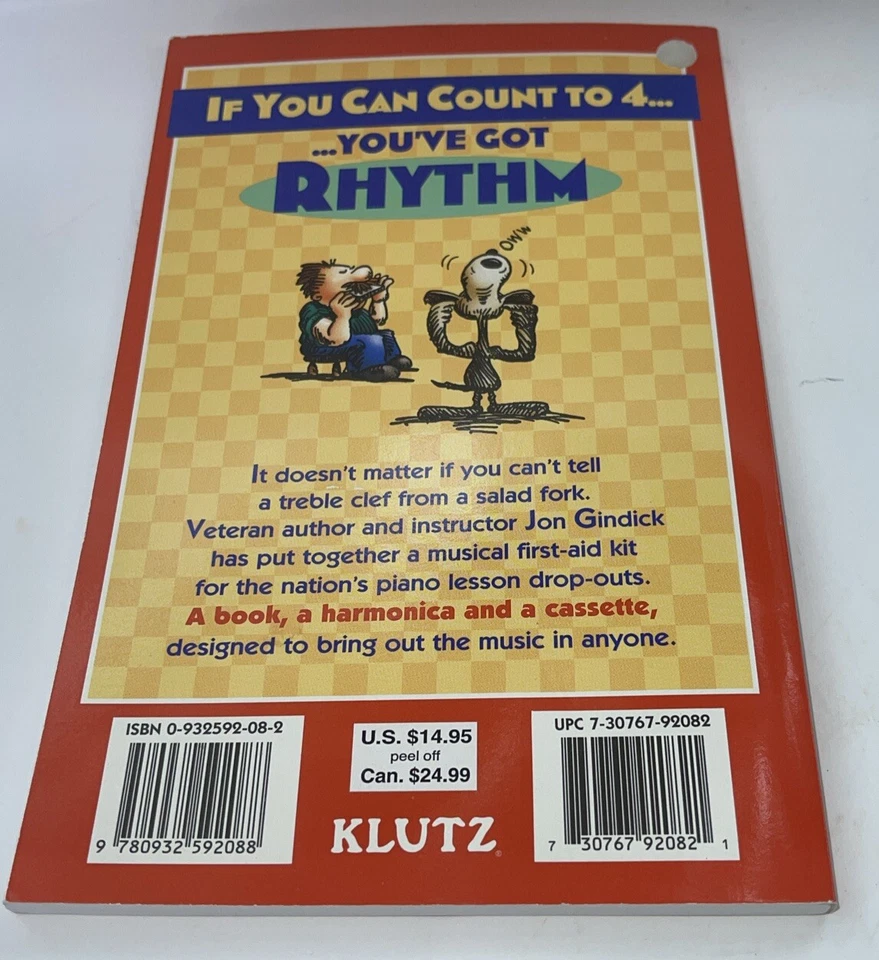 IF YOU CAN COUNT TO 4...
...YOU'VE GOT
RHYTHM
OWW
It doesn't matter if you can't tell
a treble clef from a salad fork.
Veteran author and instructor Jon Gindick
has put together a musical first-aid kit
for the nation's piano lesson drop-outs.
A book, a harmonica and a cassette,
designed to bring out the music in anyone.
ISBN 0-932592-08-2
9 780932 592088
U.S. $14.95
peel off
Can. $24.99
KLUTZ®
UPC 7-30767-92082
7 30767 92082 1